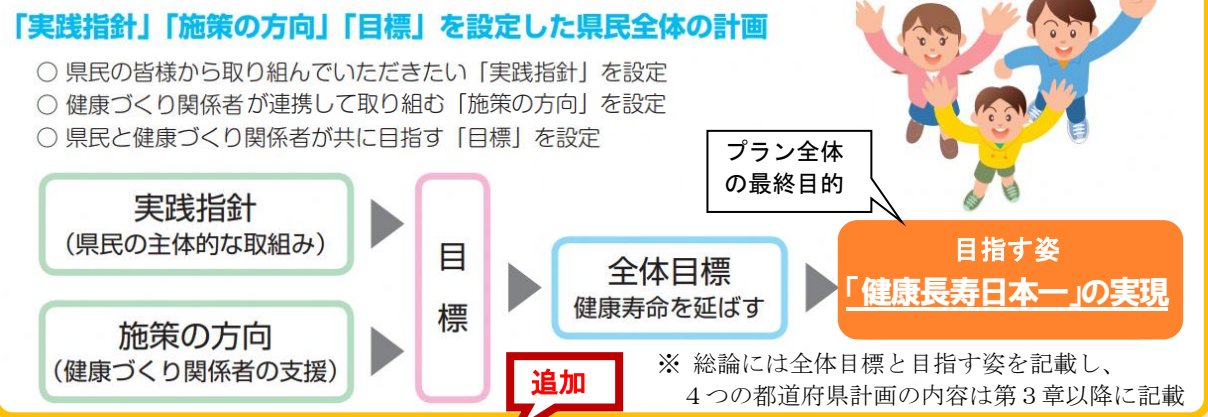 「実践指針」「施策の方向」「目標」を設定した県民全体の計画
○ 県民の皆様から取り組んでいただきたい「実践指針」を設定
○ 健康づくり関係者が連携して取り組む「施策の方向」を設定
○ 県民と健康づくり関係者が共に目指す「目標」を設定
プラン全体
の最終目的
実践指針
(県民の主体的な取組み)
施策の方向
(健康づくり関係者の支援)
目
標
全体目標
健康寿命を延ばす
目指す姿
「健康長寿日本一」の実現
追加
※ 総論には全体目標と目指す姿を記載し、
４つの都道府県計画の内容は第３章以降に記載